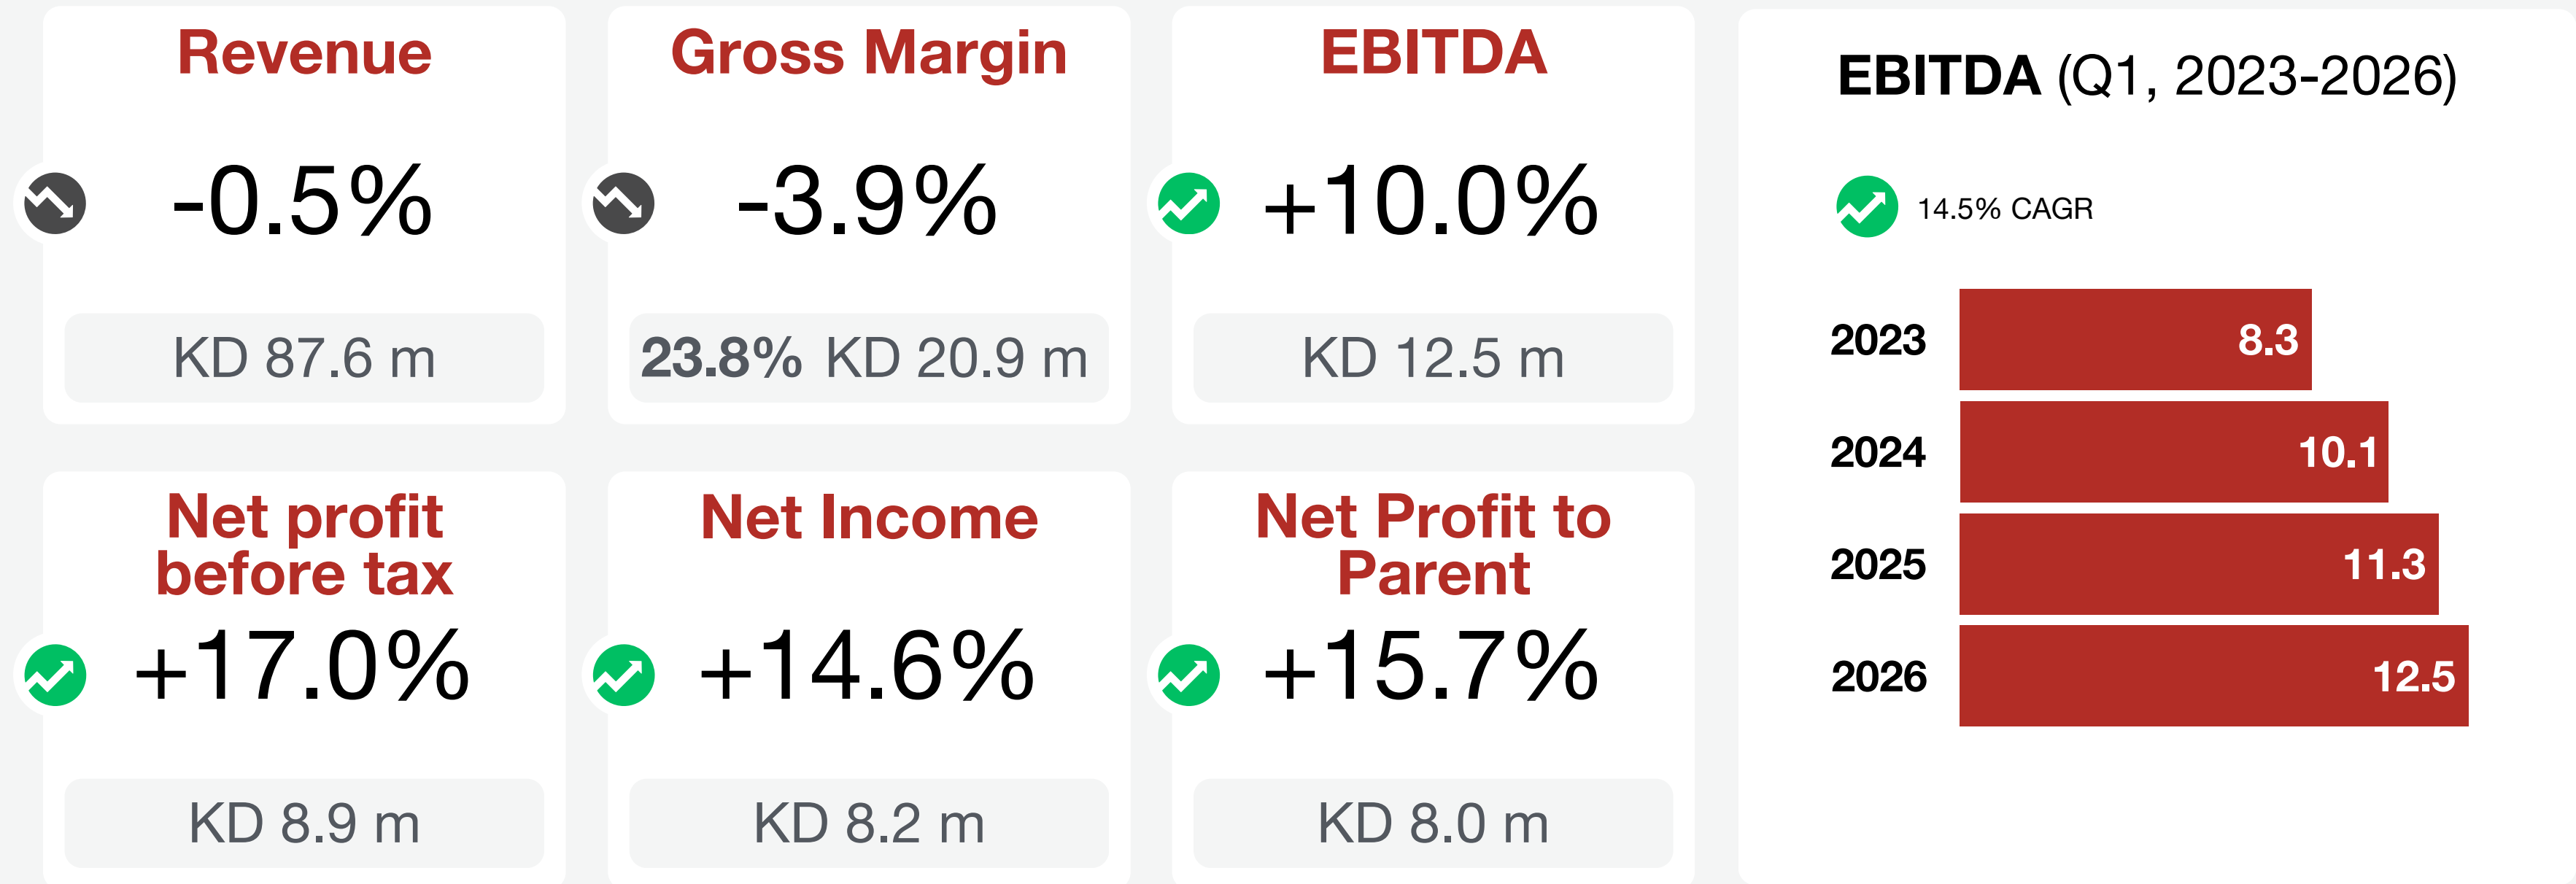 Revenue
-0.5%
KD 87.6 m
Gross Margin
-3.9%
23.8% KD 20.9 m
EBITDA
+10.0%
KD 12.5 m
Net profit
before tax
+17.0%
KD 8.9 m
Net Income
+14.6%
KD 8.2 m
Net Profit to
Parent
+15.7%
KD 8.0 m
EBITDA (Q1, 2023-2026)
14.5% CAGR
2023 8.3
2024 10.1
2025 11.3
2026 12.5